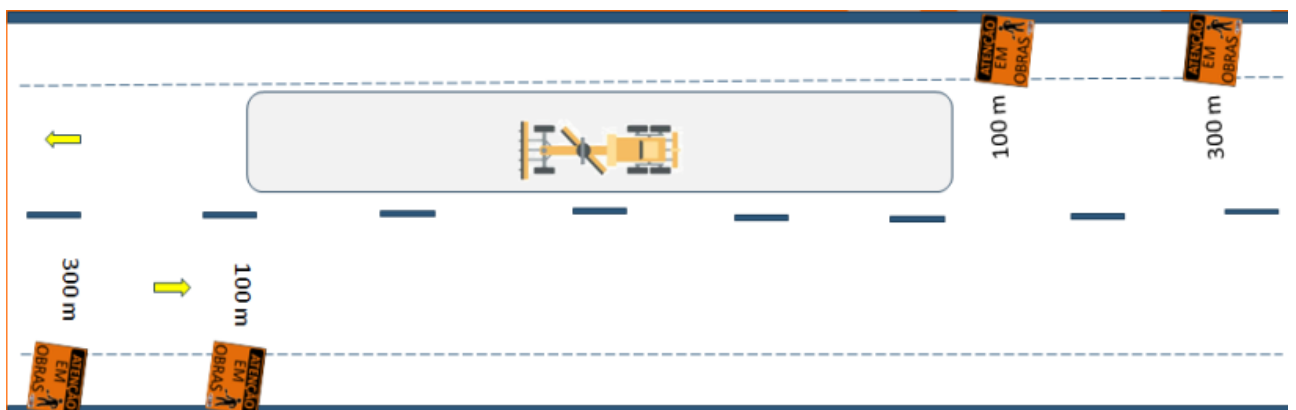 ATENÇÃO
EM
OBRAS
100 m
ATENÇÃO
EM
OBRAS
300 m
300 m
100 m
ATENÇÃO
EM
OBRAS
ATENÇÃO
EM
OBRAS